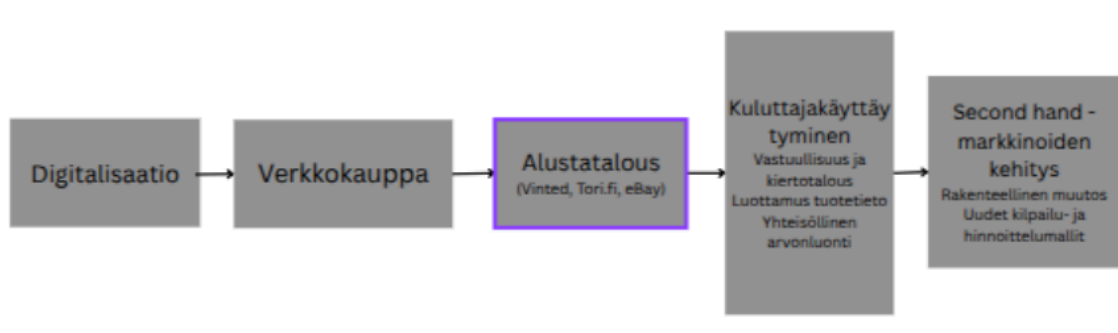 Digitalisaatio
Verkkokauppa
Alustatalous
(Vinted, Tori.fi, eBay)
Kuluttajakäyttäy
tyminen
Vastuullisuus ja
kiertotalous
Luottamus tuotetieto
Yhteisöllinen
arvonluonti
Second hand -
markkinoiden
kehitys
Rakenteellinen muutos
Uudet kilpailu- ja
hinnoittelumallit